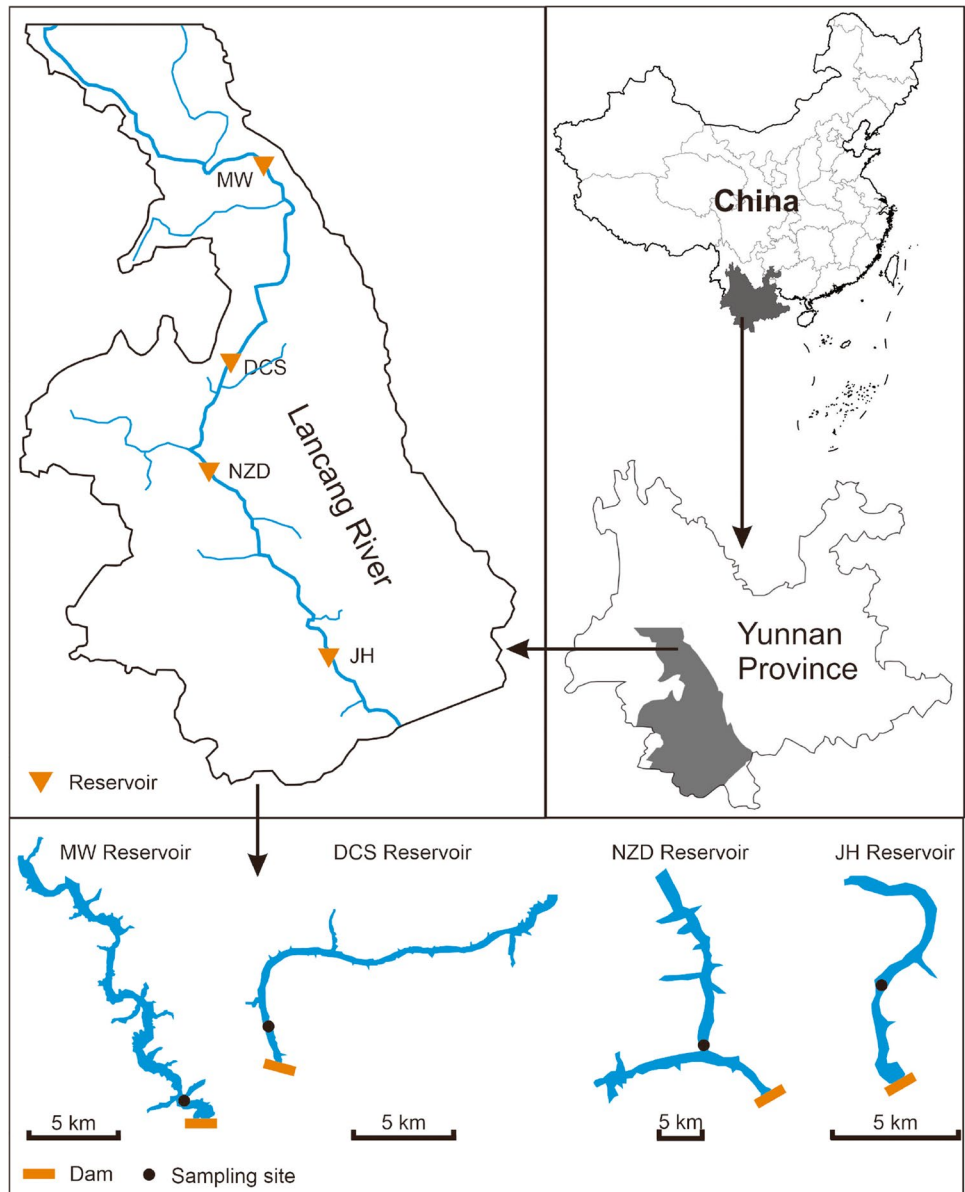 MW
DCS
NZD
Lancang River
JH
Reservoir
China
Yunnan
Province
MW Reservoir
DCS Reservoir
NZD Reservoir
JH Reservoir
5 km
5 km
5 km
5 km
Dam
Sampling site